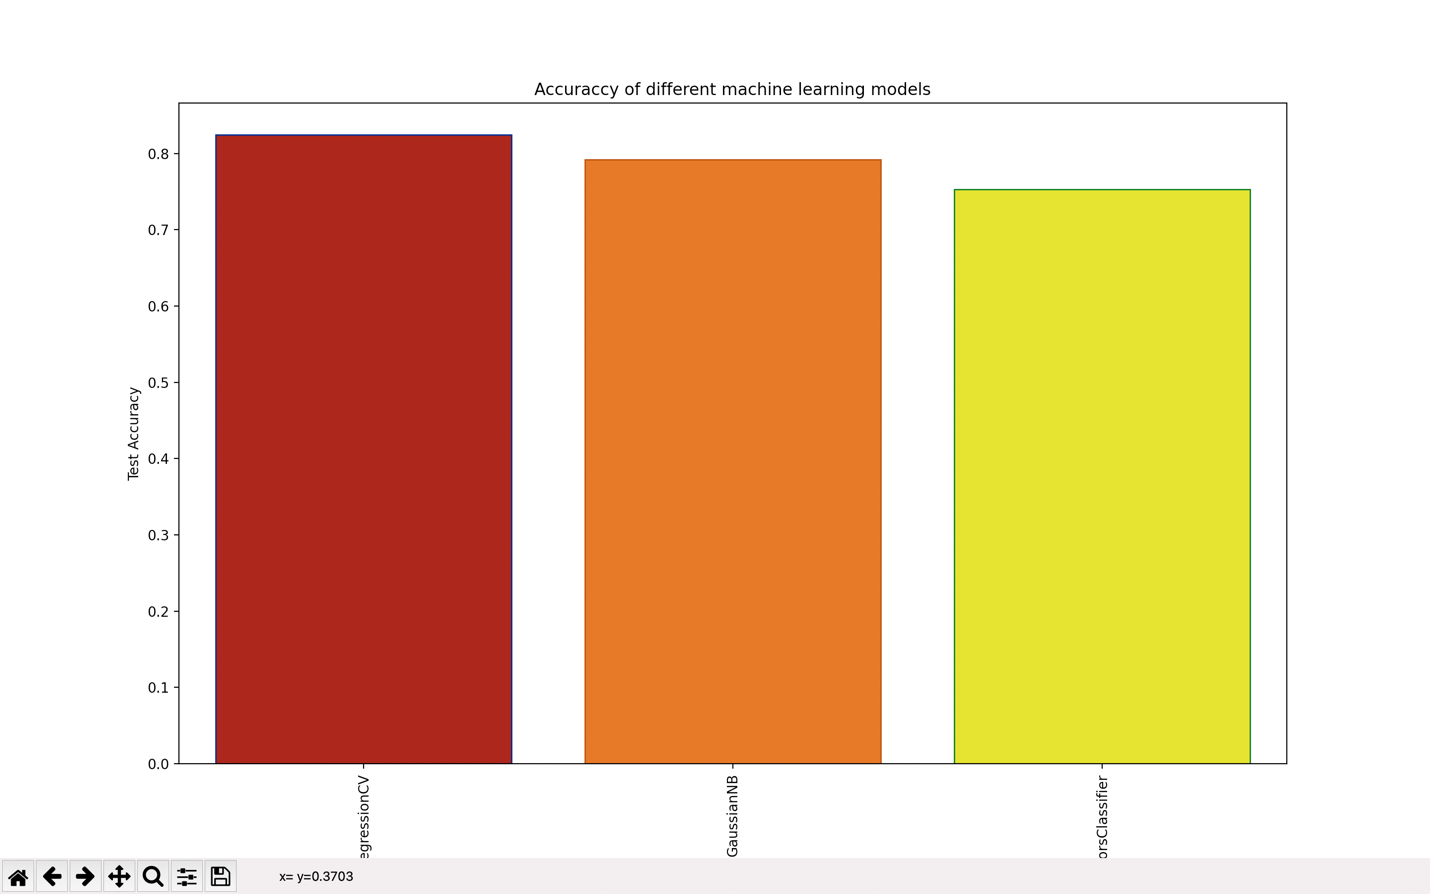 Accuraccy of different machine learning models
Test Accuracy
0.8
0.7
0.6
0.5
0.4
0.3
0.2
0.1
0.0
egressionCV
GaussianNB
orsClassifier
x= y=0.3703